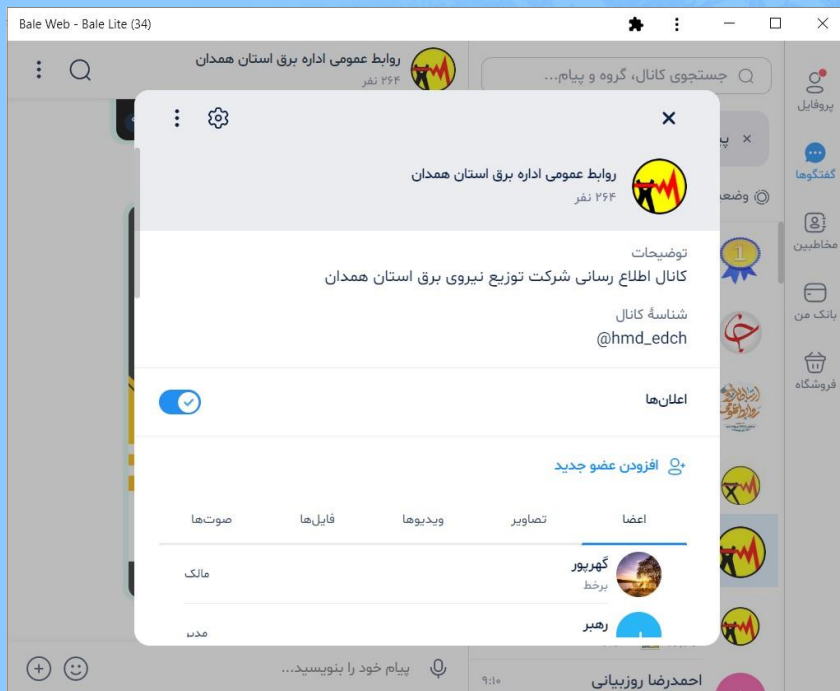 Bale Web - Bale Lite (34)
روابط عمومی اداره برق استان همدان
۲۶۴ نفر
جستجوی کانال، گروه و پیام...
پروفایل
گفتگوها
مخاطبین
بانک من
فروشگاه
روابط عمومی اداره برق استان همدان
۲۶۴ نفر
توضیحات
کانال اطلاع رسانی شرکت توزیع نیروی برق استان همدان
شناسهٔ کانال
@hmd_edch
اعلان‌ها
افزودن عضو جدید
اعضا تصاویر ویدیوها فایل‌ها صوت‌ها
گهرپور
برخط
مالک
رهبر
مدیر
پیام خود را بنویسید...
احمدرضا روزبیانی
۹:۱۰